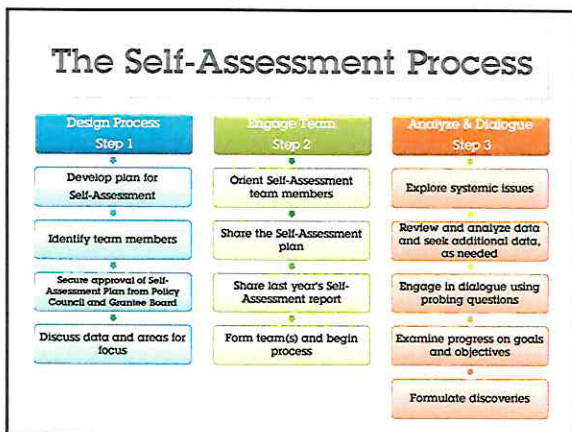 The Self-Assessment Process
Design Process
Step 1
Develop plan for
Self-Assessment
Identify team members
Secure approval of Self-
Assessment Plan from Policy
Council and Grantee Board
Discuss data and areas for
focus
Engage Team
Step 2
Orient Self-Assessment
team members
Share the Self-Assessment
plan
Share last year's Self-
Assessment report
Form team(s) and begin
process
Analyze & Dialogue
Step 3
Explore systemic issues
Review and analyze data
and seek additional data,
as needed
Engage in dialogue using
probing questions
Examine progress on goals
and objectives
Formulate discoveries